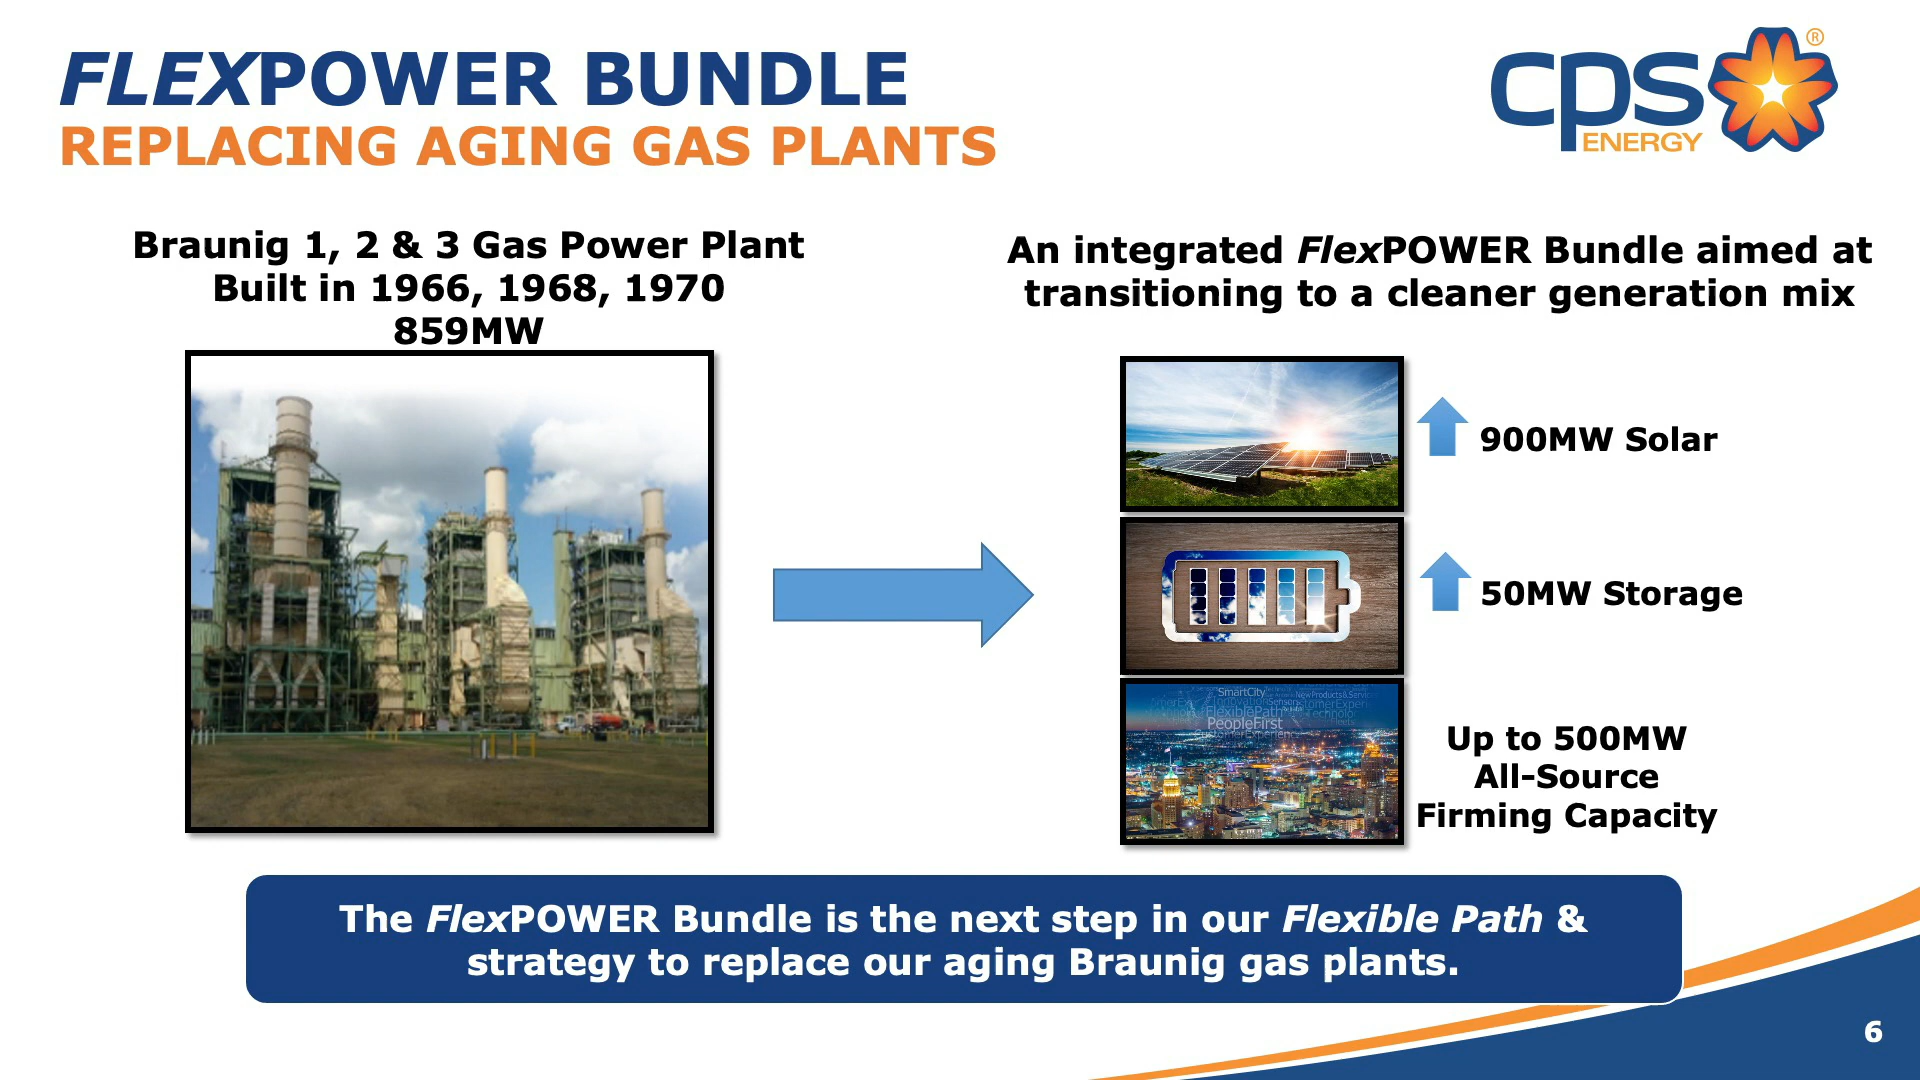 FLEXPOWER BUNDLE
REPLACING AGING GAS PLANTS
cps
ENERGY
®
Braunig 1, 2 & 3 Gas Power Plant
Built in 1966, 1968, 1970
859MW
An integrated FlexPOWER Bundle aimed at
transitioning to a cleaner generation mix
900MW Solar
50MW Storage
SmartCity
FlexiblePath
PeopleFirst
Up to 500MW
All-Source
Firming Capacity
The FlexPOWER Bundle is the next step in our Flexible Path &
strategy to replace our aging Braunig gas plants.
6